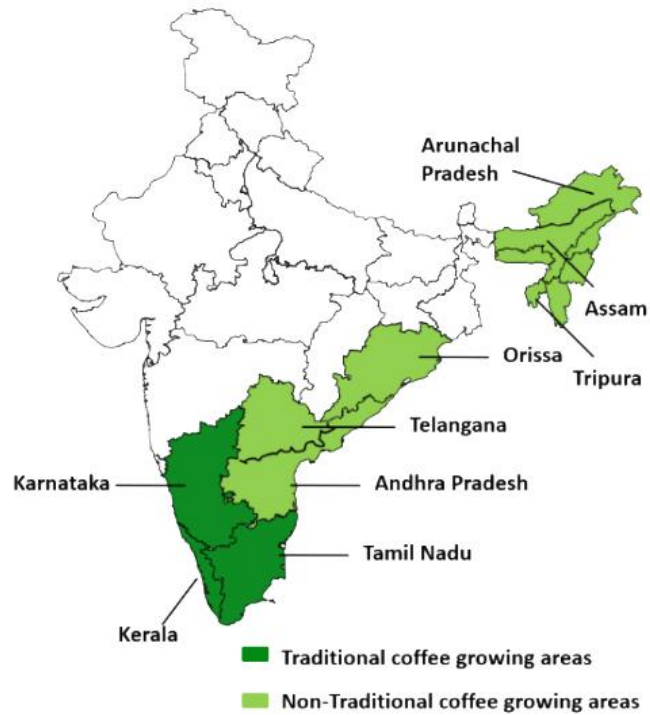 Arunachal
Pradesh
Assam
Orissa
Tripura
Telangana
Karnataka
Andhra Pradesh
Tamil Nadu
Kerala
Traditional coffee growing areas
Non-Traditional coffee growing areas